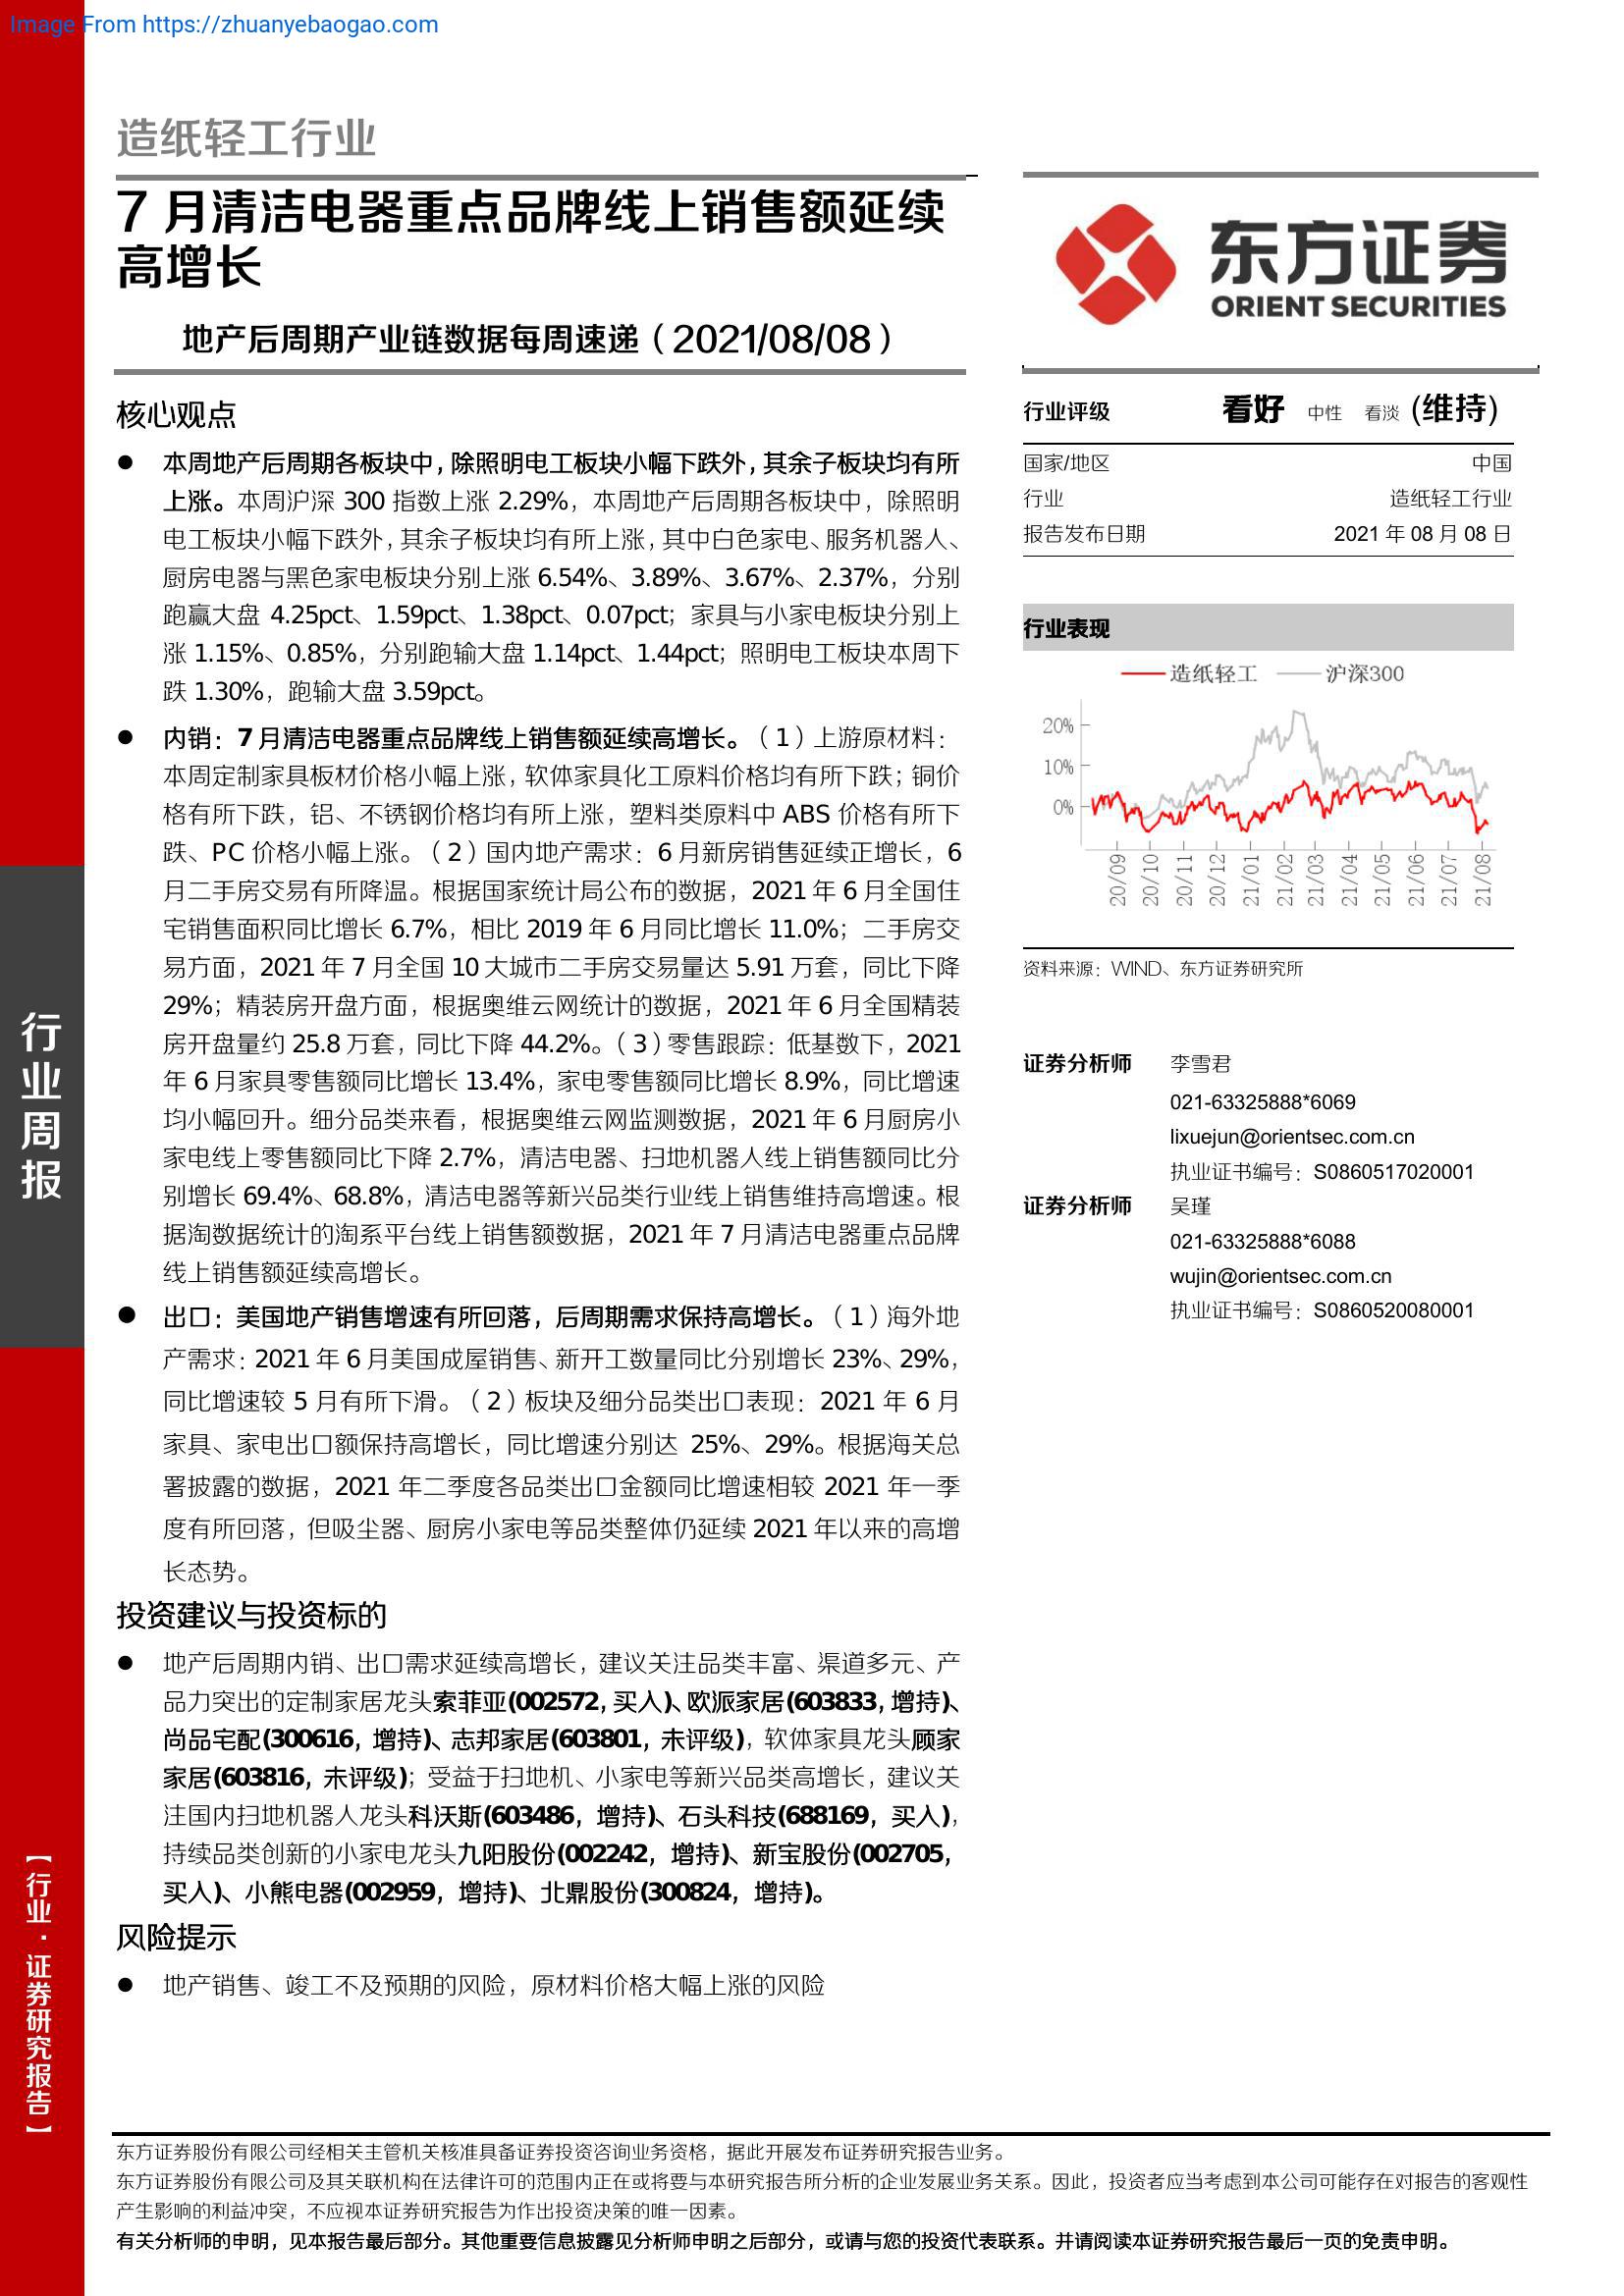 Image From https://zhuanyebaogao.com
造纸轻工行业
7 月清洁电器重点品牌线上销售额延续
高增长
地产后周期产业链数据每周速递（2021/08/08）
核心观点
● 本周地产后周期各板块中，除照明电工板块小幅下跌外，其余子板块均有所
上涨。本周沪深 300 指数上涨 2.29%，本周地产后周期各板块中，除照明
电工板块小幅下跌外，其余子板块均有所上涨，其中白色家电、服务机器人、
厨房电器与黑色家电板块分别上涨 6.54%、3.89%、3.67%、2.37%，分别
跑赢大盘 4.25pct、1.59pct、1.38pct、0.07pct；家具与小家电板块分别上
涨 1.15%、0.85%，分别跑输大盘 1.14pct、1.44pct；照明电工板块本周下
跌 1.30%，跑输大盘 3.59pct。
● 内销：7 月清洁电器重点品牌线上销售额延续高增长。（1）上游原材料：
本周定制家具板材价格小幅上涨，软体家具化工原料价格均有所下跌；铜价
格有所下跌，铝、不锈钢价格均有所上涨，塑料类原料中 ABS 价格有所下
跌、PC 价格小幅上涨。（2）国内地产需求：6 月新房销售延续正增长，6
月二手房交易有所降温。根据国家统计局公布的数据，2021 年 6 月全国住
宅销售面积同比增长 6.7%，相比 2019 年 6 月同比增长 11.0%；二手房交
易方面，2021 年 7 月全国 10 大城市二手房交易量达 5.91 万套，同比下降
29%；精装房开盘方面，根据奥维云网统计的数据，2021 年 6 月全国精装
房开盘量约 25.8 万套，同比下降 44.2%。（3）零售跟踪：低基数下，2021
年 6 月家具零售额同比增长 13.4%，家电零售额同比增长 8.9%，同比增速
均小幅回升。细分品类来看，根据奥维云网监测数据，2021 年 6 月厨房小
家电线上零售额同比下降 2.7%，清洁电器、扫地机器人线上销售额同比分
别增长 69.4%、68.8%，清洁电器等新兴品类行业线上销售维持高增速。根
据淘数据统计的淘系平台线上销售额数据，2021 年 7 月清洁电器重点品牌
线上销售额延续高增长。
● 出口：美国地产销售增速有所回落，后周期需求保持高增长。（1）海外地
产需求：2021 年 6 月美国成屋销售、新开工数量同比分别增长 23%、29%，
同比增速较 5 月有所下滑。（2）板块及细分品类出口表现：2021 年 6 月
家具、家电出口额保持高增长，同比增速分别达 25%、29%。根据海关总
署披露的数据，2021 年二季度各品类出口金额同比增速相较 2021 年一季
度有所回落，但吸尘器、厨房小家电等品类整体仍延续 2021 年以来的高增
长态势。
投资建议与投资标的
● 地产后周期内销、出口需求延续高增长，建议关注品类丰富、渠道多元、产
品力突出的定制家居龙头索菲亚(002572，买入)、欧派家居(603833，增持)、
尚品宅配(300616，增持)、志邦家居(603801，未评级)，软体家具龙头顾家
家居(603816，未评级)；受益于扫地机、小家电等新兴品类高增长，建议关
注国内扫地机器人龙头科沃斯(603486，增持)、石头科技(688169，买入)，
持续品类创新的小家电龙头九阳股份(002242，增持)、新宝股份(002705，
买入)、小熊电器(002959，增持)、北鼎股份(300824，增持)。
风险提示
● 地产销售、竣工不及预期的风险，原材料价格大幅上涨的风险
东方证券
ORIENT SECURITIES
行业评级 看好 中性 看淡 (维持)
国家/地区 中国
行业 造纸轻工行业
报告发布日期 2021 年 08 月 08 日
行业表现
造纸轻工 沪深300
20%
10%
0%
20/09 20/10 20/11 20/12 21/01 21/02 21/03 21/04 21/05 21/06 21/07 21/08
资料来源：WIND、东方证券研究所
证券分析师 李雪君
021-63325888*6069
lixuejun@orientsec.com.cn
执业证书编号：S0860517020001
证券分析师 吴瑾
021-63325888*6088
wujin@orientsec.com.cn
执业证书编号：S0860520080001
行业周报
【行业·证券研究报告】
东方证券股份有限公司经相关主管机关核准具备证券投资咨询业务资格，据此开展发布证券研究报告业务。
东方证券股份有限公司及其关联机构在法律许可的范围内正在或将要与本研究报告所分析的企业发展业务关系。因此，投资者应当考虑到本公司可能存在对报告的客观性
产生影响的利益冲突，不应视本证券研究报告为作出投资决策的唯一因素。
有关分析师的申明，见本报告最后部分。其他重要信息披露见分析师申明之后部分，或请与您的投资代表联系。并请阅读本证券研究报告最后一页的免责申明。